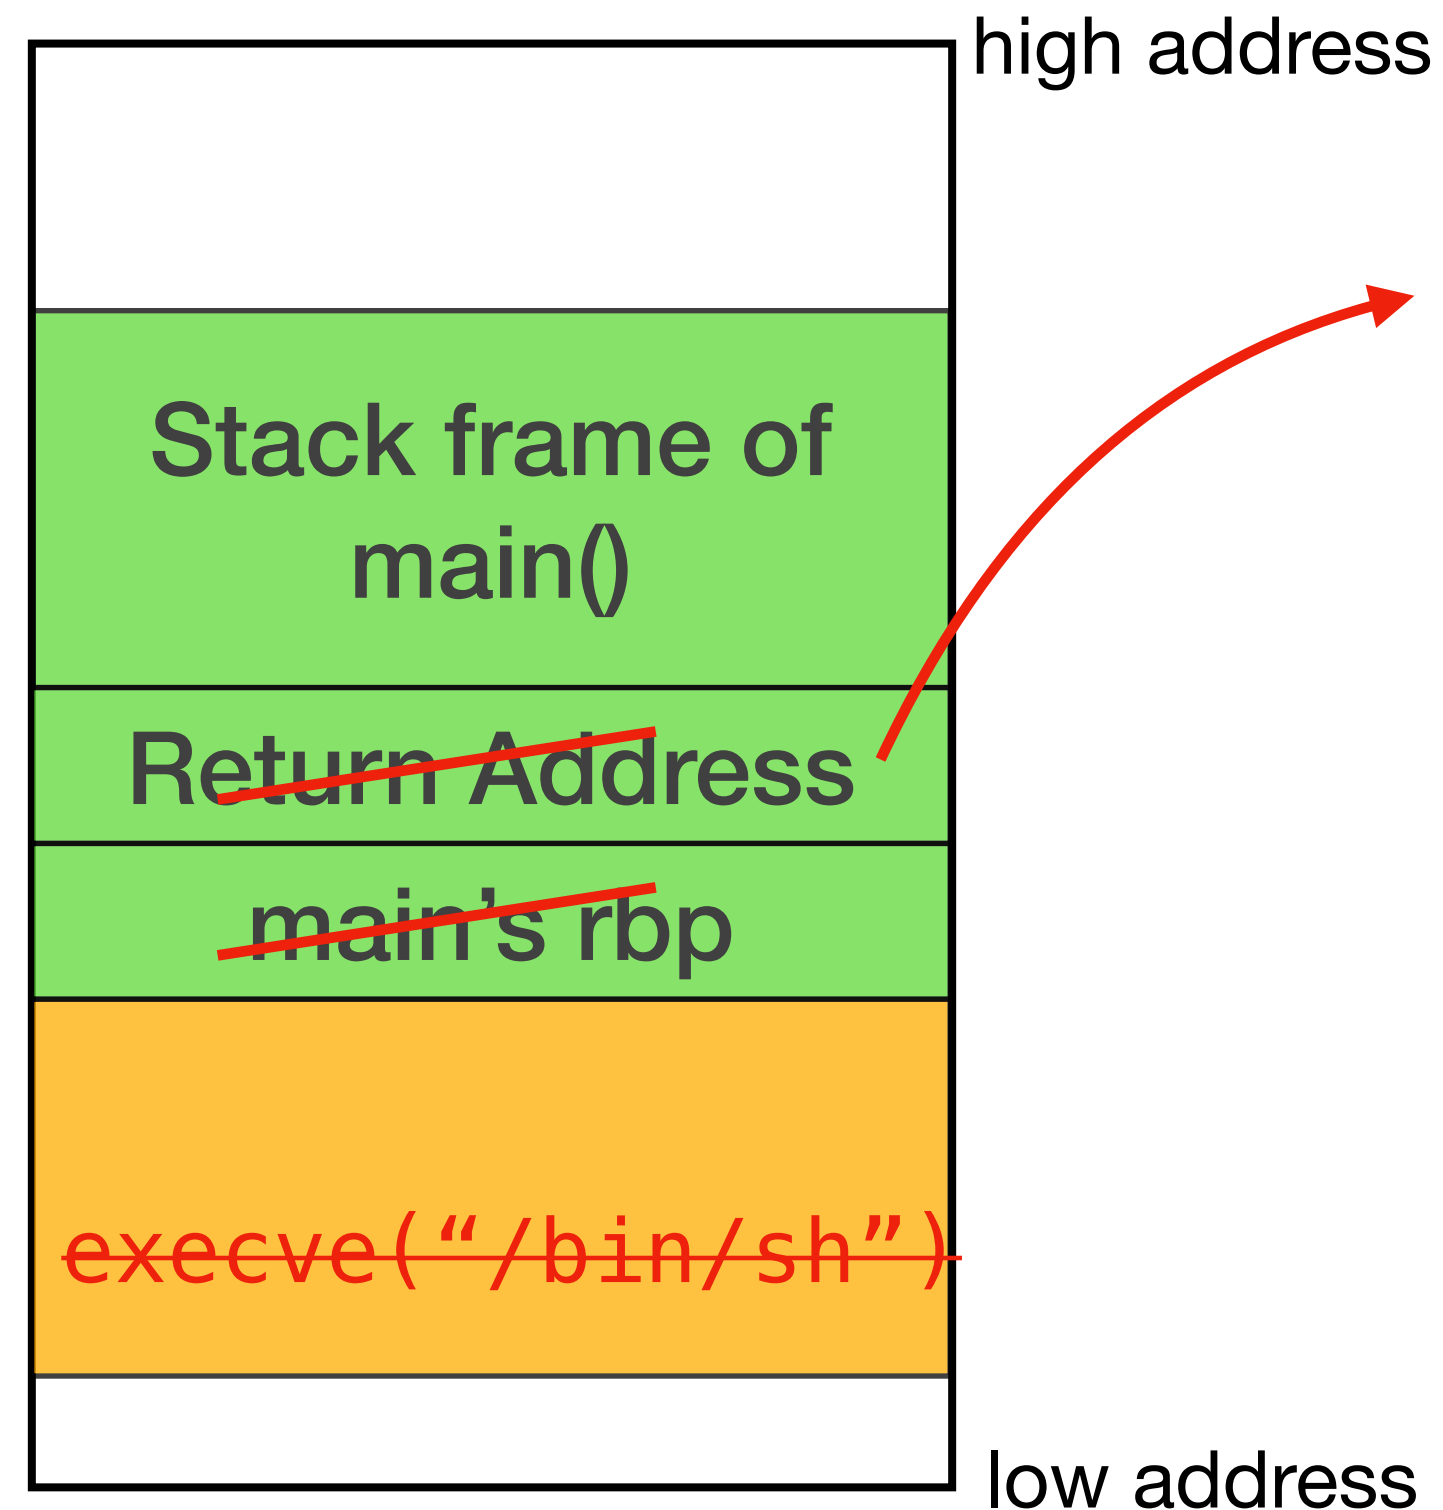 high address
Stack frame of
main()
Return Address
main’s rbp
execve(“/bin/sh”)
low address